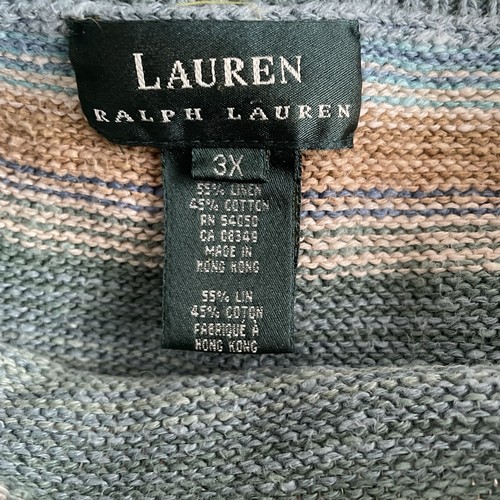 LAUREN
RALPH LAUREN
3X
55% LINEN
45% COTTON
RN 54050
CA 08349
MADE IN
HONG KONG
55% LIN
45% COTON
FABRIQUÉ À
HONG KONG